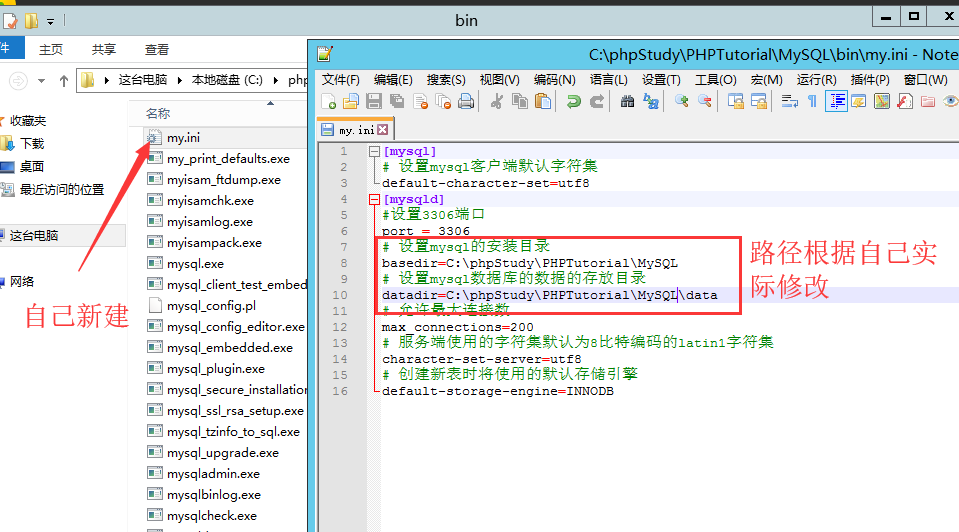 bin
件
主页
共享
查看
这台电脑
本地磁盘 (C:)
php
收藏夹
下载
桌面
最近访问的位置
这台电脑
网络
名称
my.ini
my_print_defaults.exe
myisam_ftdump.exe
myisamchk.exe
myisamlog.exe
myisampack.exe
mysql.exe
mysql_client_test_embed
mysql_config.pl
mysql_config_editor.exe
mysql_embedded.exe
mysql_plugin.exe
mysql_secure_installation
mysql_ssl_rsa_setup.exe
mysql_tzinfo_to_sql.exe
mysql_upgrade.exe
mysqladmin.exe
mysqlbinlog.exe
mysqlcheck.exe
自己新建
C:\phpStudy\PHPTutorial\MySQL\bin\my.ini - Note
文件(F) 编辑(E) 搜索(S) 视图(V) 编码(N) 语言(L) 设置(T) 工具(O) 宏(M) 运行(R) 插件(P) 窗口(W)
my.ini
1 [mysql]
2 # 设置mysql客户端默认字符集
3 default-character-set=utf8
4 [mysqld]
5 #设置3306端口
6 port = 3306
7 # 设置mysql的安装目录
8 basedir=C:\phpStudy\PHPTutorial\MySQL
9 # 设置mysql数据库的数据的存放目录
10 datadir=C:\phpStudy\PHPTutorial\MySQL\data
11 # 允许最大连接数
12 max_connections=200
13 # 服务端使用的字符集默认为8比特编码的latin1字符集
14 character-set-server=utf8
15 # 创建新表时将使用的默认存储引擎
16 default-storage-engine=INNODB
路径根据自己实
际修改